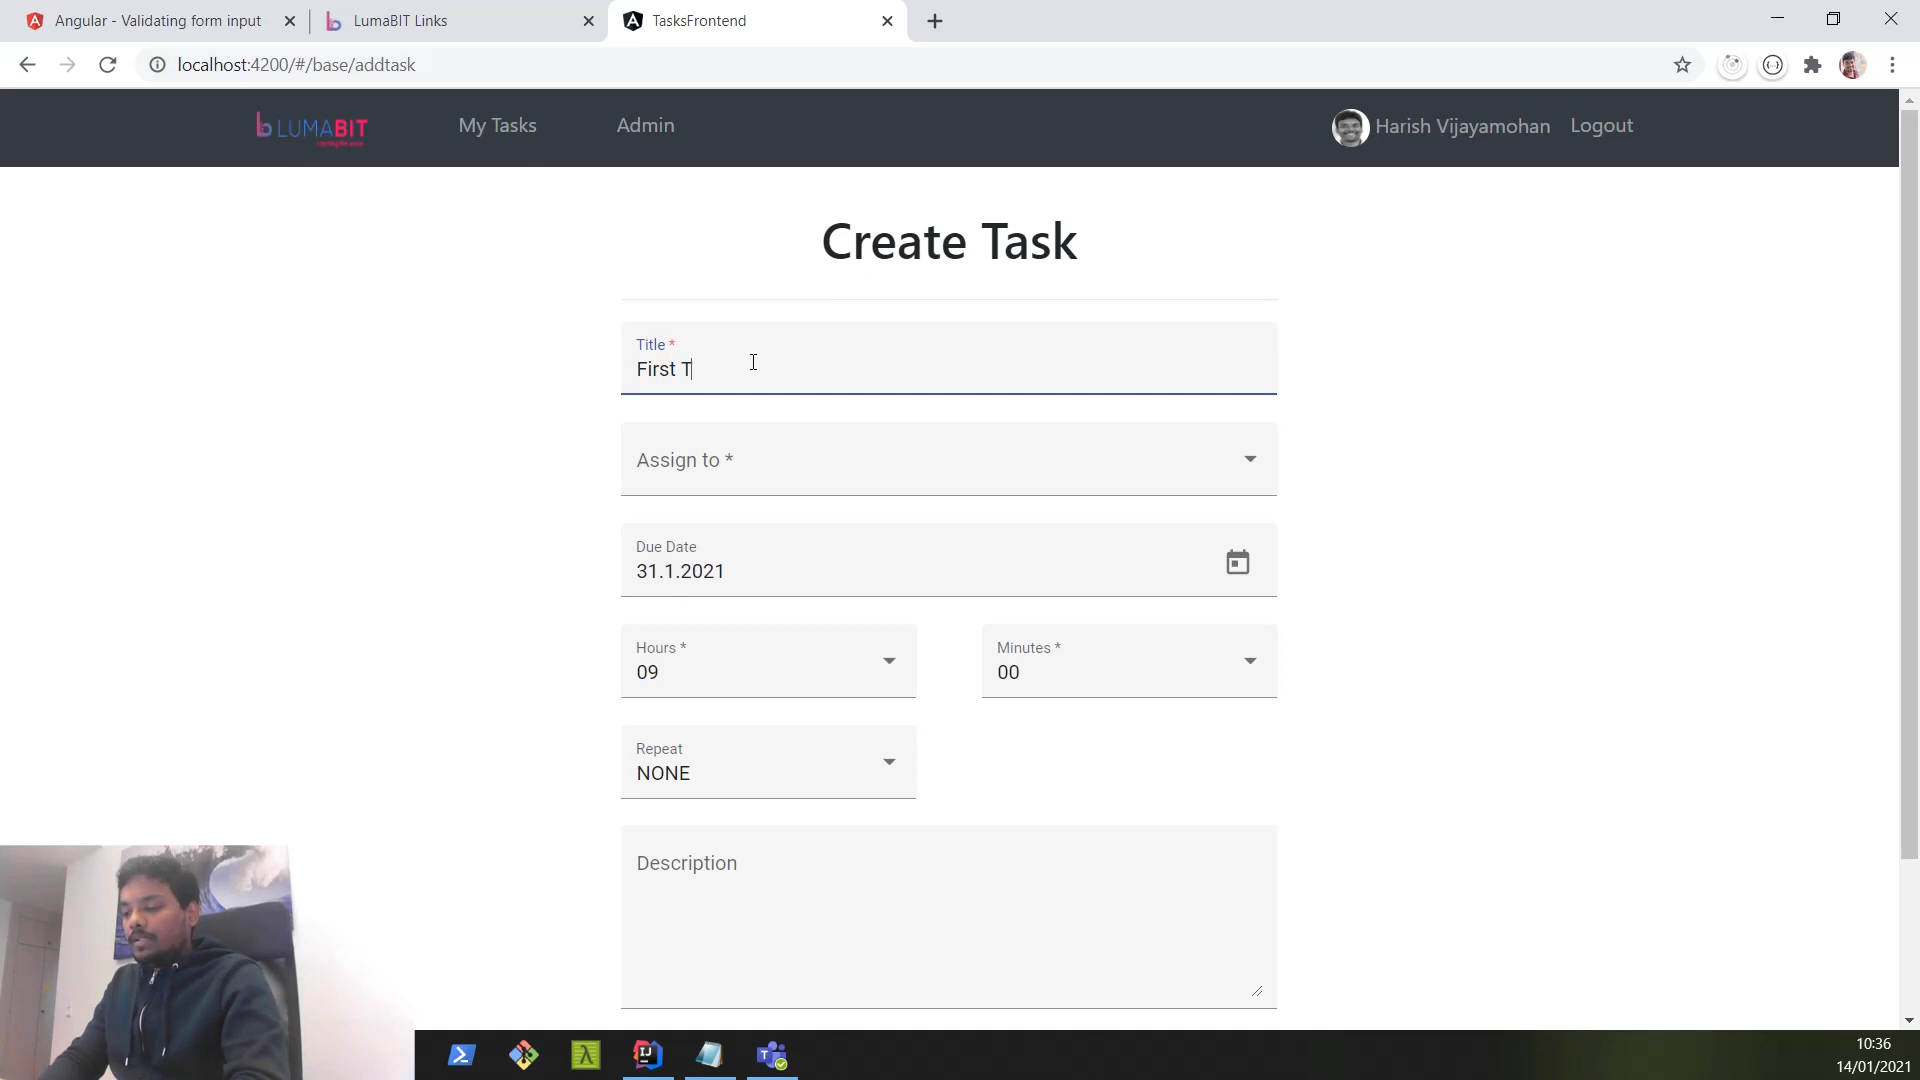 Angular - Validating form input
LumaBIT Links
TasksFrontend
localhost:4200/#/base/addtask
LUMABIT
My Tasks
Admin
Harish Vijayamohan
Logout
Create Task
Title *
First T
Assign to *
Due Date
31.1.2021
Hours *
09
Minutes *
00
Repeat
NONE
Description
10:36
14/01/2021